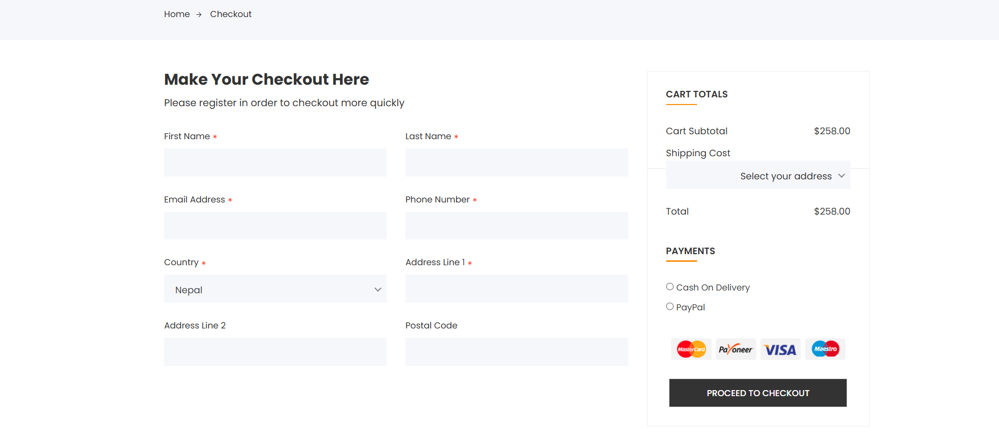 Home → Checkout
Make Your Checkout Here
Please register in order to checkout more quickly
First Name *
Last Name *
Email Address *
Phone Number *
Country *
Nepal
Address Line 1 *
Address Line 2
Postal Code
CART TOTALS
Cart Subtotal $258.00
Shipping Cost
Select your address
Total $258.00
PAYMENTS
Cash On Delivery
PayPal
MasterCard Payoneer VISA Maestro
PROCEED TO CHECKOUT